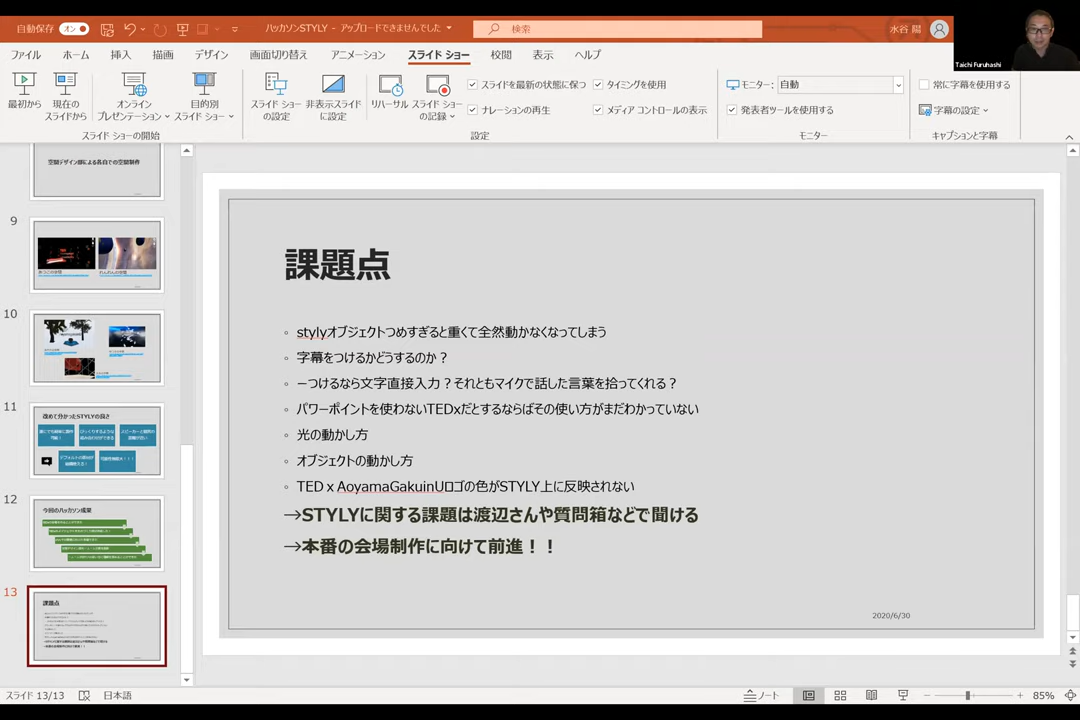 自動保存 オン
ハッカソンSTYLY - アップロードできませんでした
検索
水谷 陽
Taichi Furuhashi
ファイル ホーム 挿入 描画 デザイン 画面切り替え アニメーション スライド ショー 校閲 表示 ヘルプ
最初から
現在の
スライドから
オンライン
プレゼンテーション
目的別
スライド ショー
スライド ショーの開始
スライド ショー
の設定
非表示スライド
に設定
リハーサル
スライド ショー
の記録
スライドを最新の状態に保つ
タイミングを使用
ナレーションの再生
メディア コントロールの表示
設定
モニター: 自動
発表者ツールを使用する
モニター
常に字幕を使用する
字幕の設定
キャプションと字幕
空間デザイン部による各自での空間制作
9
10
11
改めて分かったSTYLYの良さ
12
今回のハッカソン成果
13
課題点
課題点
stylyオブジェクトつめすぎると重くて全然動かなくなってしまう
字幕をつけるかどうするのか？
ーつけるなら文字直接入力？それともマイクで話した言葉を拾ってくれる？
パワーポイントを使わないTEDxだとするならばその使い方がまだわかっていない
光の動かし方
オブジェクトの動かし方
TED x AoyamaGakuinUロゴの色がSTYLY上に反映されない
→STYLYに関する課題は渡辺さんや質問箱などで聞ける
→本番の会場制作に向けて前進！！
2020/6/30
スライド 13/13
日本語
ノート
85%